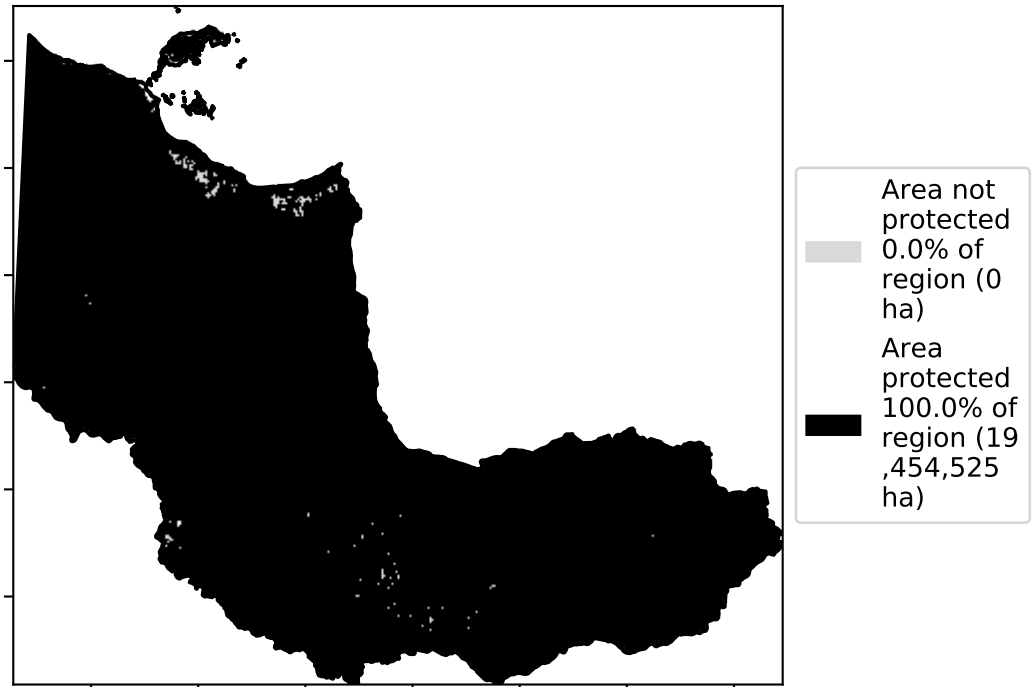 Area not
protected
0.0% of
region (0
ha)
Area
protected
100.0% of
region (19
,454,525
ha)